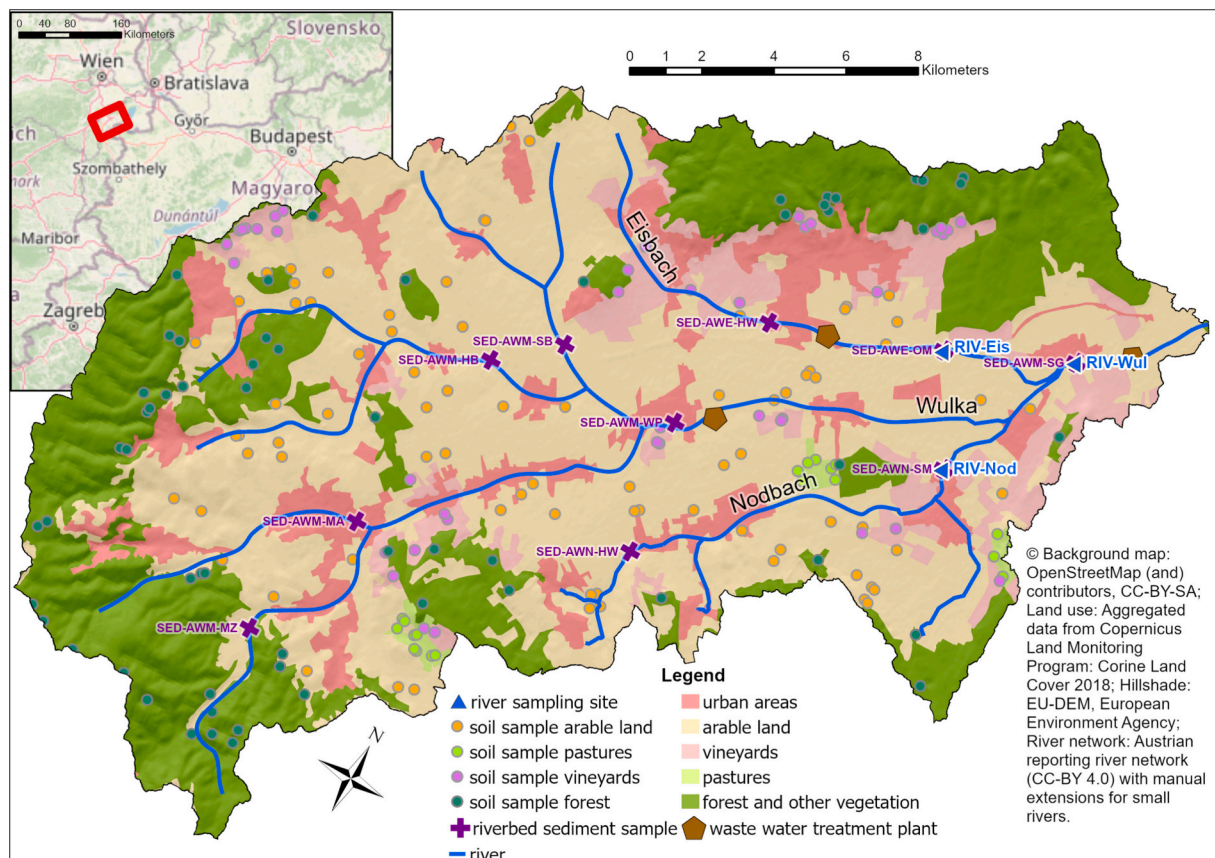 0 40 80 160
Kilometers
Slovensko
Wien
Bratislava
Győr
Budapest
Szombathely
Magyaror
Dunántúl
Maribor
Zagreb
ich
mark
a
0 2 4 6 8
Kilometers
Eisbach
SED-AWE-HW
SED-AWM-SB
SED-AWM-HB
SED-AWE-OM
RIV-Eis
SED-AWM-SG
RIV-Wul
Wulka
SED-AWM-WP
SED-AWN-SM
RIV-Nod
Nodbach
SED-AWM-MA
SED-AWN-HW
SED-AWM-MZ
N
Legend
river sampling site
soil sample arable land
soil sample pastures
soil sample vineyards
soil sample forest
riverbed sediment sample
river
urban areas
arable land
vineyards
pastures
forest and other vegetation
waste water treatment plant
© Background map:
OpenStreetMap (and)
contributors, CC-BY-SA;
Land use: Aggregated
data from Copernicus
Land Monitoring
Program: Corine Land
Cover 2018; Hillshade:
EU-DEM, European
Environment Agency;
River network: Austrian
reporting river network
(CC-BY 4.0) with manual
extensions for small
rivers.